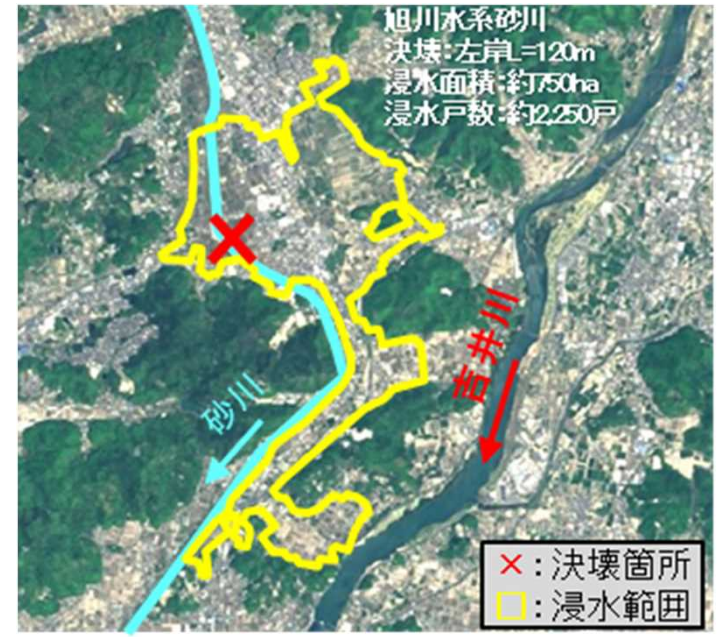 旭川水系砂川
決壊：左岸L=120m
浸水面積：約750ha
浸水戸数：約2,250戸
吉井川
砂川
×：決壊箇所
：浸水範囲